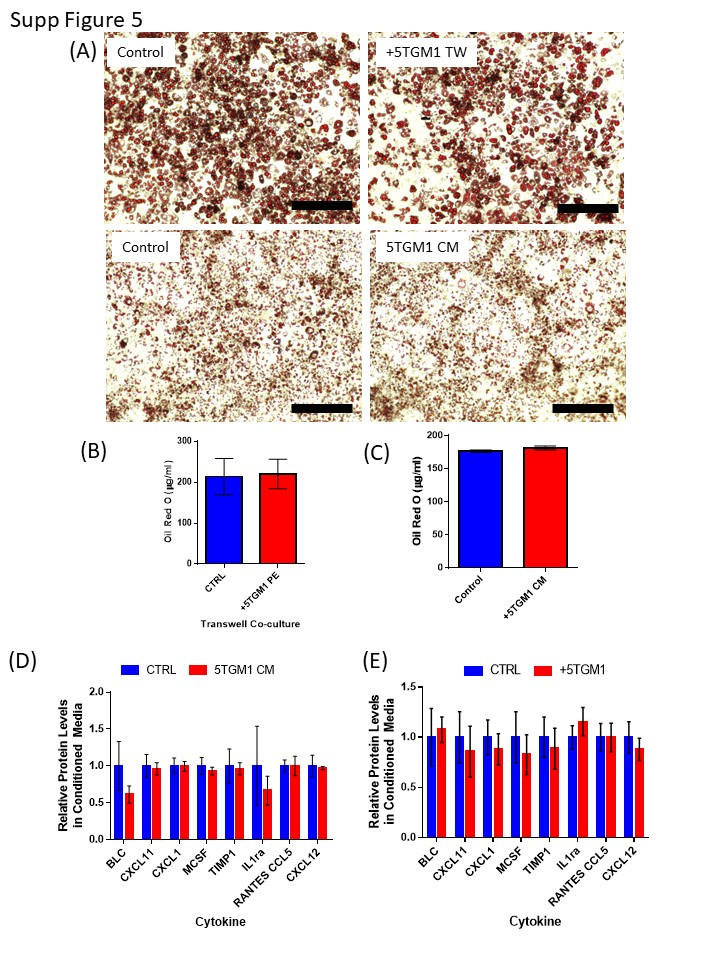 Supp Figure 5
(A)
Control
+5TGM1 TW
Control
5TGM1 CM
(B)
300
200
100
0
Oil Red O (µg/ml)
CTRL
+5TGM1 PE
Transwell Co-culture
(C)
200
150
100
50
0
Oil Red O (µg/ml)
Control
+5TGM1 CM
(D)
CTRL
5TGM1 CM
2.0
1.5
1.0
0.5
0.0
Relative Protein Levels
in Conditioned Media
BLC
CXCL11
CXCL1
MCSF
TIMP1
IL1ra
RANTES CCL5
CXCL12
Cytokine
(E)
CTRL
+5TGM1
1.5
1.0
0.5
0.0
Relative Protein Levels
in Conditioned Media
BLC
CXCL11
CXCL1
MCSF
TIMP1
IL1ra
RANTES CCL5
CXCL12
Cytokine